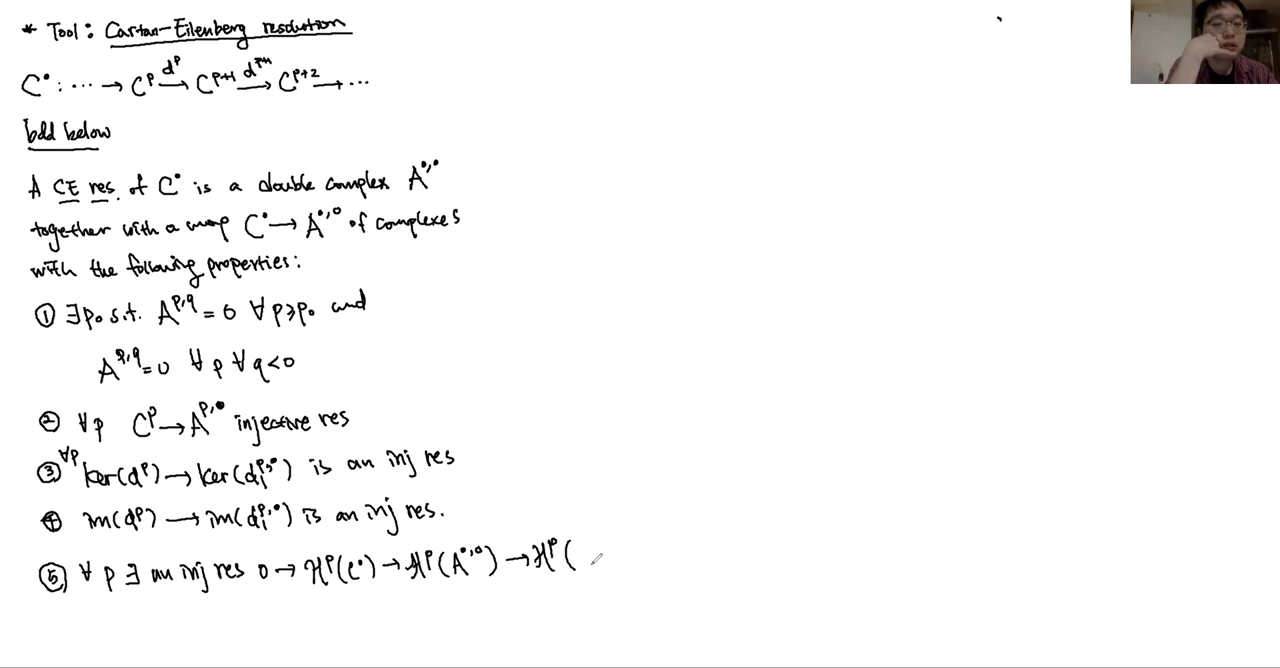 * Tool: Cartan-Eilenberg resolution
C^• : ⋯ → C^p →^{d^p} C^{p+1} →^{d^{p+1}} C^{p+2} → ⋯
bdd below
A CE res. of C^• is a double complex A^{•,•}
together with a map C^• → A^{•,0} of complexes
with the following properties:
① ∃p₀ s.t. A^{p,q} = 0 ∀ p≥p₀ and
A^{p,q} = 0 ∀ p ∀ q<0
② ∀p C^p → A^{p,•} injective res
③ ∀p ker(d^p) → ker(d_1^{p,•}) is an inj res
④ im(d^p) → im(d_1^{p,•}) is an inj res.
⑤ ∀ p ∃ an inj res 0 → H^p(C^•) → H^p(A^{•,0}) → H^p(